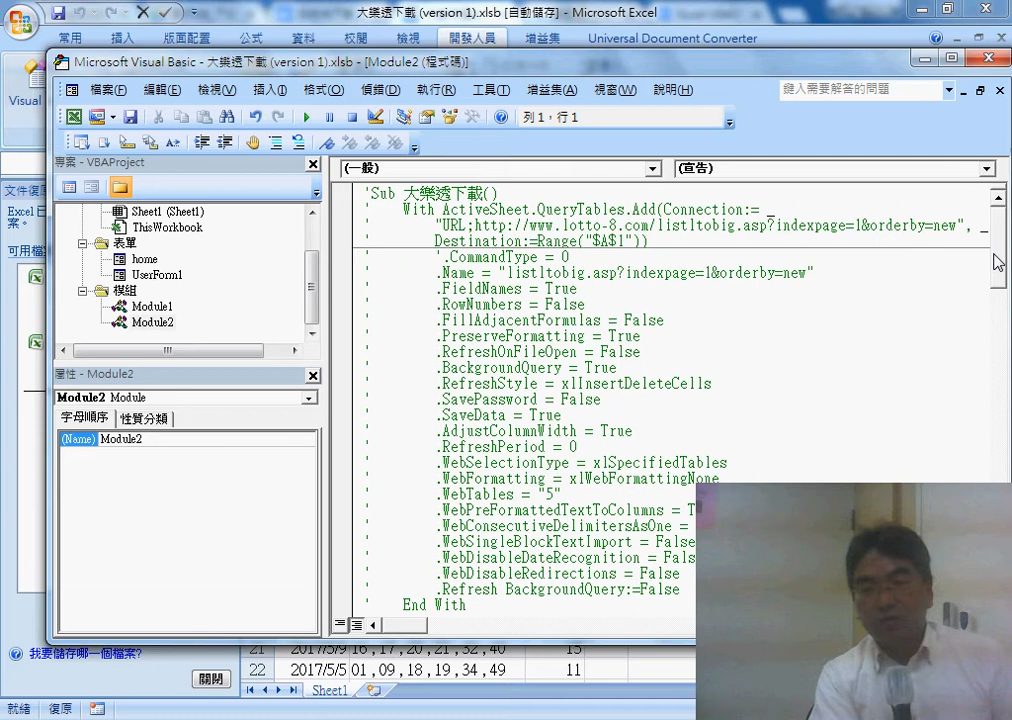 大樂透下載 (version 1).xlsb [自動儲存] - Microsoft Excel
常用 插入 版面配置 公式 資料 校閱 檢視 開發人員 增益集 Universal Document Converter
Visual
Microsoft Visual Basic - 大樂透下載 (version 1).xlsb - [Module2 (程式碼)]
檔案(F) 編輯(E) 檢視(V) 插入(I) 格式(O) 偵錯(D) 執行(R) 工具(T) 增益集(A) 視窗(W) 說明(H) 鍵入需要解答的問題
列 1，行 1
專案 - VBAProject
Sheet1 (Sheet1)
ThisWorkbook
表單
home
UserForm1
模組
Module1
Module2
屬性 - Module2
Module2 Module
字母順序 性質分類
(Name) Module2
(一般) (宣告)
'Sub 大樂透下載()
'    With ActiveSheet.QueryTables.Add(Connection:= _
'        "URL;http://www.lotto-8.com/listltobig.asp?indexpage=1&orderby=new", _
'        Destination:=Range("$A$1"))
'        '.CommandType = 0
'        .Name = "listltobig.asp?indexpage=1&orderby=new"
'        .FieldNames = True
'        .RowNumbers = False
'        .FillAdjacentFormulas = False
'        .PreserveFormatting = True
'        .RefreshOnFileOpen = False
'        .BackgroundQuery = True
'        .RefreshStyle = xlInsertDeleteCells
'        .SavePassword = False
'        .SaveData = True
'        .AdjustColumnWidth = True
'        .RefreshPeriod = 0
'        .WebSelectionType = xlSpecifiedTables
'        .WebFormatting = xlWebFormattingNone
'        .WebTables = "5"
'        .WebPreFormattedTextToColumns = T
'        .WebConsecutiveDelimitersAsOne =
'        .WebSingleBlockTextImport = False
'        .WebDisableDateRecognition = Fals
'        .WebDisableRedirections = False
'        .Refresh BackgroundQuery:=False
'    End With
文件復
Excel 已
案。
可用檔
我要儲存哪一個檔案?
關閉
21 2017/5/9 16 ,17 ,20 ,21 ,32 ,40 15
22 2017/5/5 01 ,09 ,18 ,19 ,34 ,49 11
Sheet1
就緒 復原